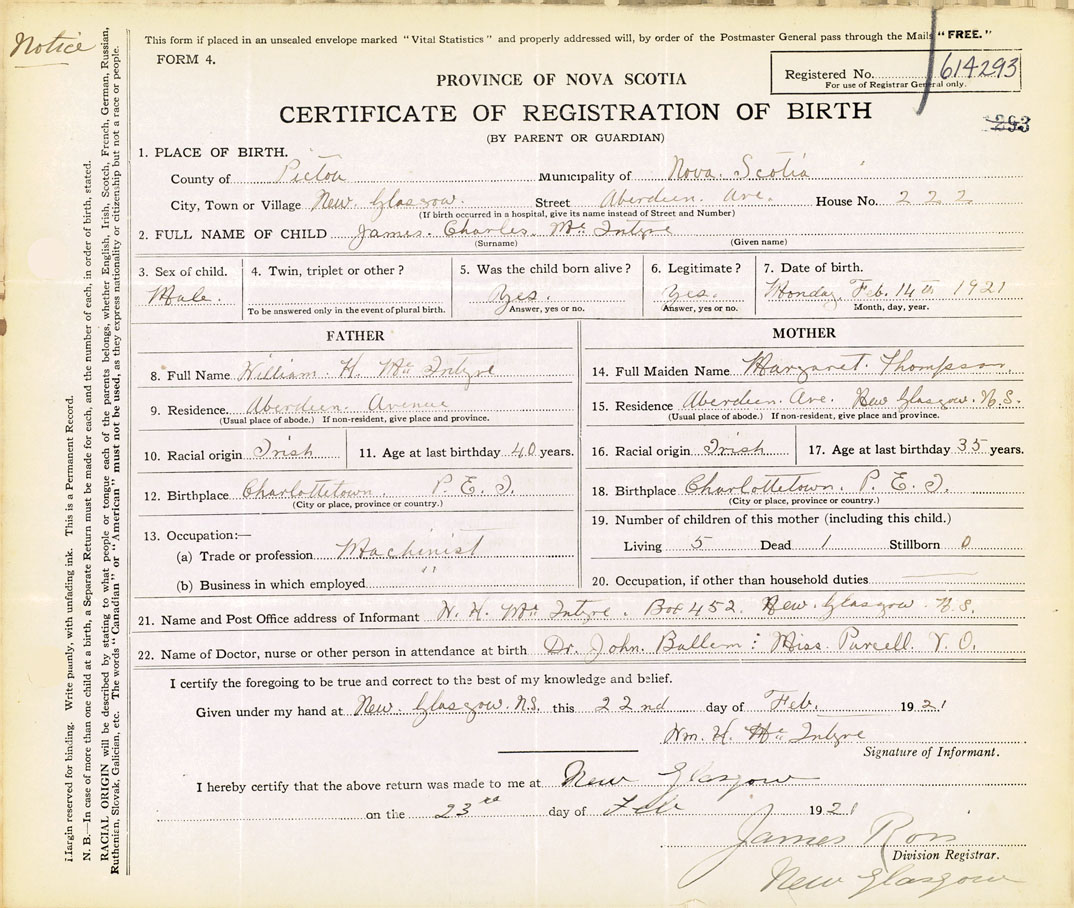 Notice
This form if placed in an unsealed envelope marked "Vital Statistics" and properly addressed will, by order of the Postmaster General pass through the Mails "FREE."
FORM 4.
Registered No. 614293
For use of Registrar General only.
PROVINCE OF NOVA SCOTIA
CERTIFICATE OF REGISTRATION OF BIRTH
293
(BY PARENT OR GUARDIAN)
1. PLACE OF BIRTH.
County of Pictou Municipality of Nova Scotia
City, Town or Village New Glasgow. Street Aberdeen Ave. House No. 222
(If birth occurred in a hospital, give its name instead of Street and Number)
2. FULL NAME OF CHILD James Charles Mc Intyre
(Surname) (Given name)
3. Sex of child. 4. Twin, triplet or other? 5. Was the child born alive? 6. Legitimate? 7. Date of birth.
Male. Yes. Yes. Monday Feb. 14th 1921
To be answered only in the event of plural birth. Answer, yes or no. Answer, yes or no. Month, day, year.
FATHER
8. Full Name William H. Mc Intyre
9. Residence. Aberdeen Avenue
(Usual place of abode.) If non-resident, give place and province.
10. Racial origin Irish 11. Age at last birthday 40 years.
12. Birthplace Charlottetown. P. E. I.
(City or place, province or country.)
13. Occupation:—
(a) Trade or profession Machinist
(b) Business in which employed "
MOTHER
14. Full Maiden Name Margaret Thompson.
15. Residence Aberdeen Ave. New Glasgow. N.S.
(Usual place of abode.) If non-resident, give place and province.
16. Racial origin Irish 17. Age at last birthday 35 years.
18. Birthplace Charlottetown. P. E. I.
(City or place, province or country.)
19. Number of children of this mother (including this child.)
Living 5 Dead 1 Stillborn 0
20. Occupation, if other than household duties
21. Name and Post Office address of Informant W. H. Mc Intyre. Box 452. New Glasgow N.S.
22. Name of Doctor, nurse or other person in attendance at birth Dr. John Ballem: Miss Purcell. V. O.
I certify the foregoing to be true and correct to the best of my knowledge and belief.
Given under my hand at New Glasgow. N.S. this 22nd day of Feb. 1921
Wm. H. Mc Intyre
Signature of Informant.
I hereby certify that the above return was made to me at New Glasgow
on the 23rd day of Feb 1921
James Ross
Division Registrar.
New Glasgow
Margin reserved for binding. Write plainly, with unfading ink. This is a Permanent Record.
N. B.—In case of more than one child at a birth, a Separate Return must be made for each, and the number of each, in order of birth, stated.
RACIAL ORIGIN will be described by stating to what people or tongue each of the parents belongs, whether English, Irish, Scotch, French, German, Russian,
Ruthenian, Slovak, Galician, etc. The words "Canadian" or "American" must not be used, as they express nationality or citizenship but not a race or people.